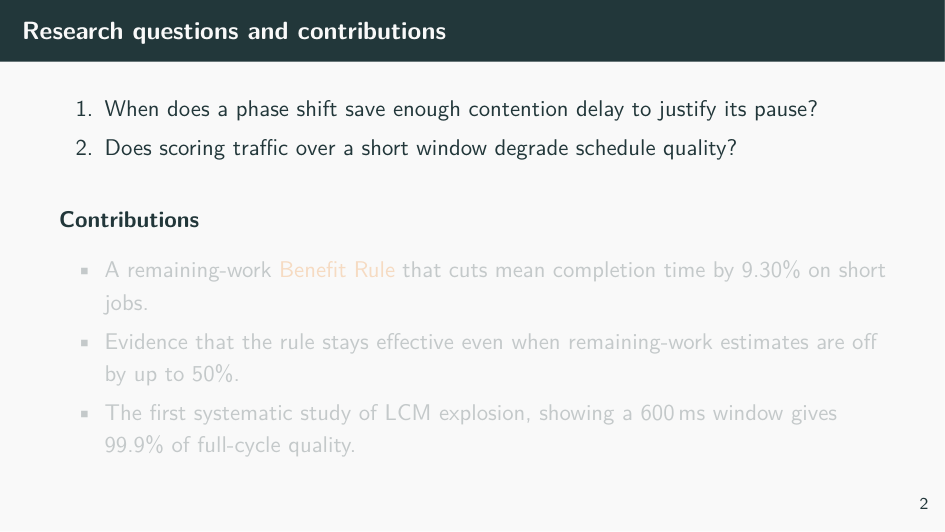 Research questions and contributions
1. When does a phase shift save enough contention delay to justify its pause?
2. Does scoring traffic over a short window degrade schedule quality?
Contributions
▪ A remaining-work Benefit Rule that cuts mean completion time by 9.30% on short
jobs.
▪ Evidence that the rule stays effective even when remaining-work estimates are off
by up to 50%.
▪ The first systematic study of LCM explosion, showing a 600 ms window gives
99.9% of full-cycle quality.
2